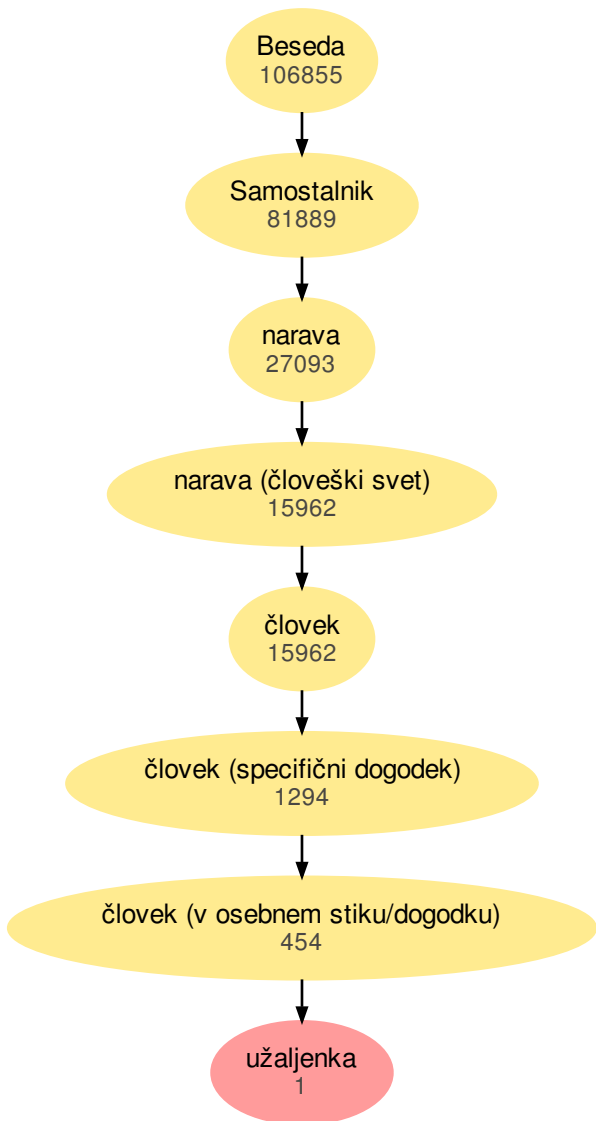 Beseda
106855
Samostalnik
81889
narava
27093
narava (človeški svet)
15962
človek
15962
človek (specifični dogodek)
1294
človek (v osebnem stiku/dogodku)
454
užaljenka
1